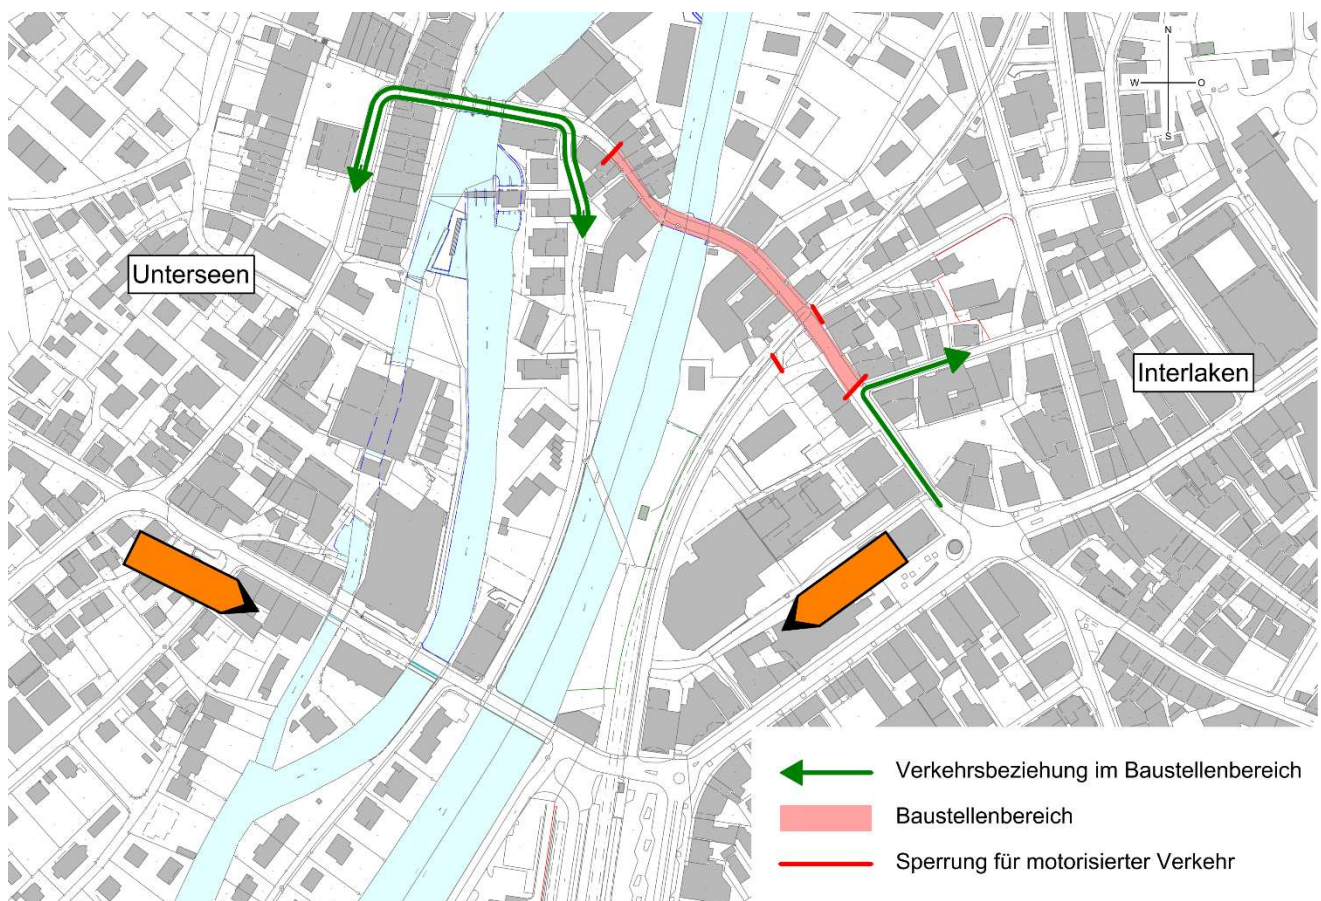 N
W O
S
Unterseen
Interlaken
Verkehrsbeziehung im Baustellenbereich
Baustellenbereich
Sperrung für motorisierter Verkehr